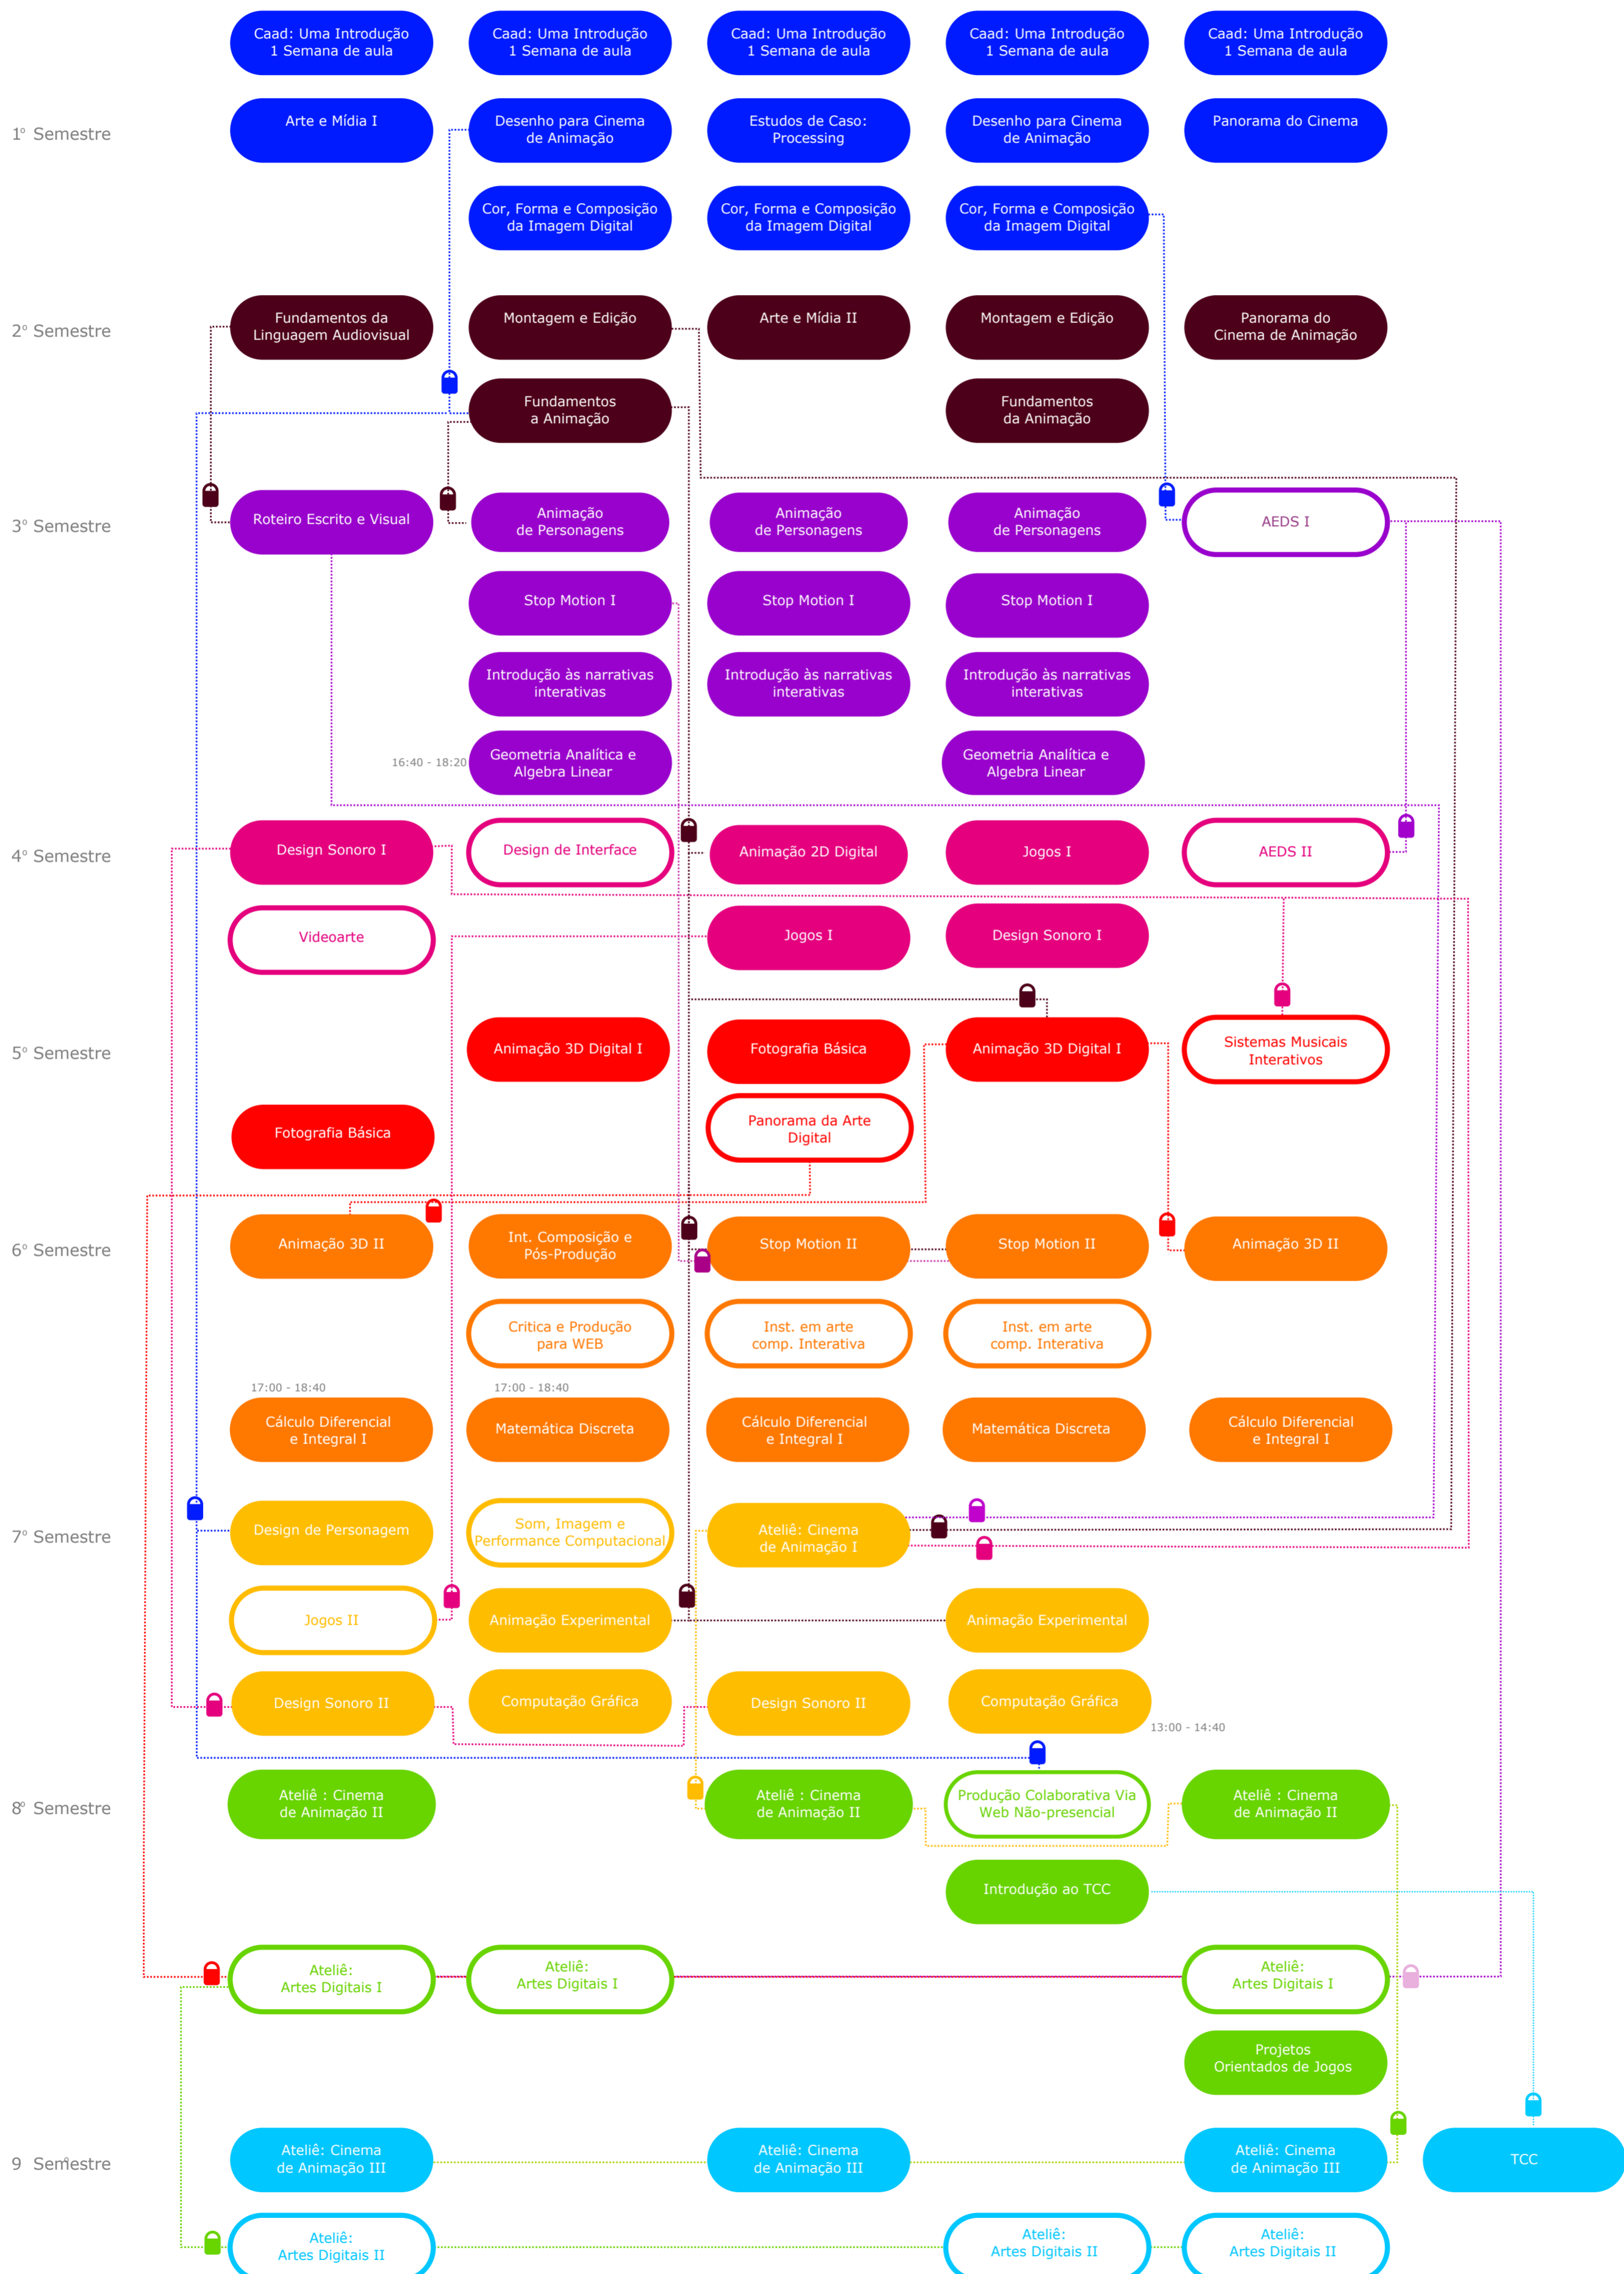 Caad: Uma Introdução
1 Semana de aula
Caad: Uma Introdução
1 Semana de aula
Caad: Uma Introdução
1 Semana de aula
Caad: Uma Introdução
1 Semana de aula
Caad: Uma Introdução
1 Semana de aula
1º Semestre
Arte e Mídia I
Desenho para Cinema
de Animação
Estudos de Caso:
Processing
Desenho para Cinema
de Animação
Panorama do Cinema
Cor, Forma e Composição
da Imagem Digital
Cor, Forma e Composição
da Imagem Digital
Cor, Forma e Composição
da Imagem Digital
2º Semestre
Fundamentos da
Linguagem Audiovisual
Montagem e Edição
Arte e Mídia II
Montagem e Edição
Panorama do
Cinema de Animação
Fundamentos
a Animação
Fundamentos
da Animação
3º Semestre
Roteiro Escrito e Visual
Animação
de Personagens
Animação
de Personagens
Animação
de Personagens
AEDS I
Stop Motion I
Stop Motion I
Stop Motion I
Introdução às narrativas
interativas
Introdução às narrativas
interativas
Introdução às narrativas
interativas
16:40 - 18:20
Geometria Analítica e
Algebra Linear
Geometria Analítica e
Algebra Linear
4º Semestre
Design Sonoro I
Design de Interface
Animação 2D Digital
Jogos I
AEDS II
Videoarte
Jogos I
Design Sonoro I
5º Semestre
Animação 3D Digital I
Fotografia Básica
Animação 3D Digital I
Sistemas Musicais
Interativos
Fotografia Básica
Panorama da Arte
Digital
6º Semestre
Animação 3D II
Int. Composição e
Pós-Produção
Stop Motion II
Stop Motion II
Animação 3D II
Critica e Produção
para WEB
Inst. em arte
comp. Interativa
Inst. em arte
comp. Interativa
17:00 - 18:40
17:00 - 18:40
Cálculo Diferencial
e Integral I
Matemática Discreta
Cálculo Diferencial
e Integral I
Matemática Discreta
Cálculo Diferencial
e Integral I
7º Semestre
Design de Personagem
Som, Imagem e
Performance Computacional
Ateliê: Cinema
de Animação I
Jogos II
Animação Experimental
Animação Experimental
Design Sonoro II
Computação Gráfica
Design Sonoro II
Computação Gráfica
13:00 - 14:40
8º Semestre
Ateliê : Cinema
de Animação II
Ateliê : Cinema
de Animação II
Produção Colaborativa Via
Web Não-presencial
Ateliê : Cinema
de Animação II
Introdução ao TCC
Ateliê:
Artes Digitais I
Ateliê:
Artes Digitais I
Ateliê:
Artes Digitais I
Projetos
Orientados de Jogos
9º Semestre
Ateliê: Cinema
de Animação III
Ateliê: Cinema
de Animação III
Ateliê: Cinema
de Animação III
TCC
Ateliê:
Artes Digitais II
Ateliê:
Artes Digitais II
Ateliê:
Artes Digitais II